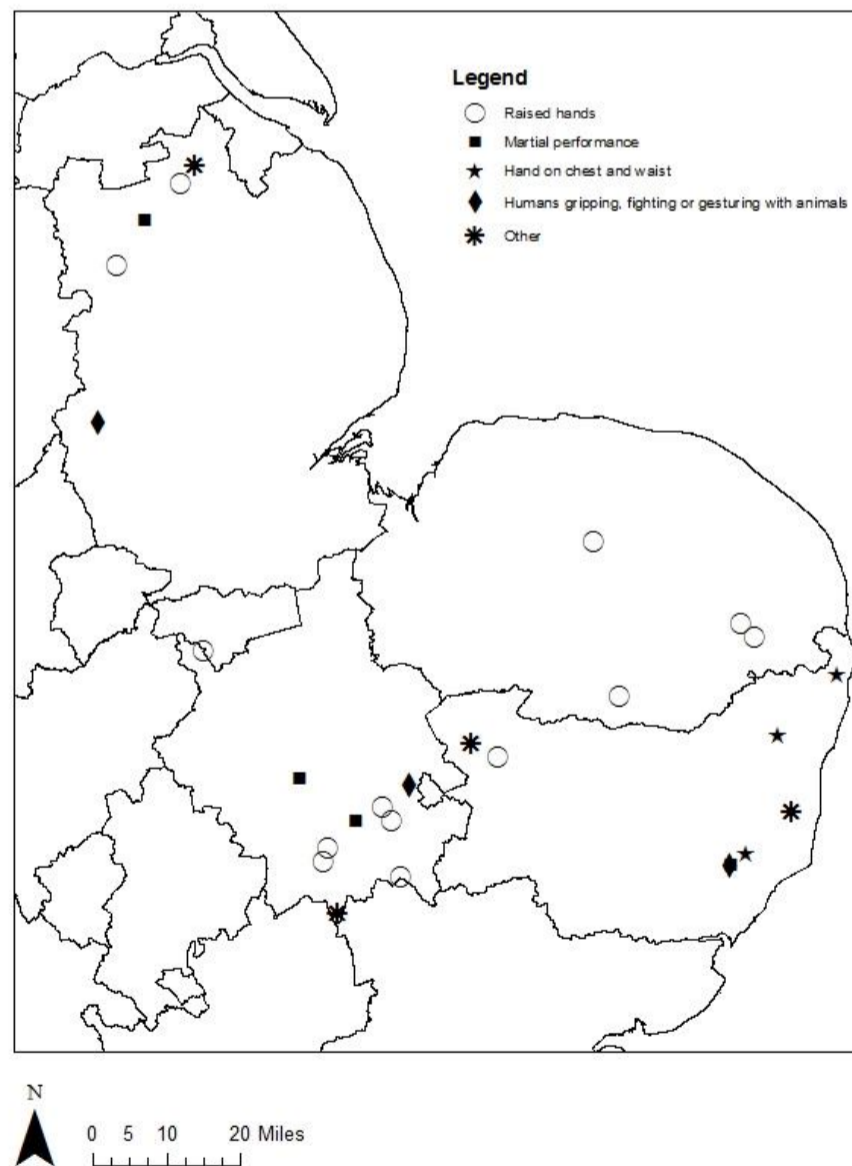 Legend
Raised hands
Martial performance
Hand on chest and waist
Humans gripping, fighting or gesturing with animals
Other
N
0 5 10 20 Miles